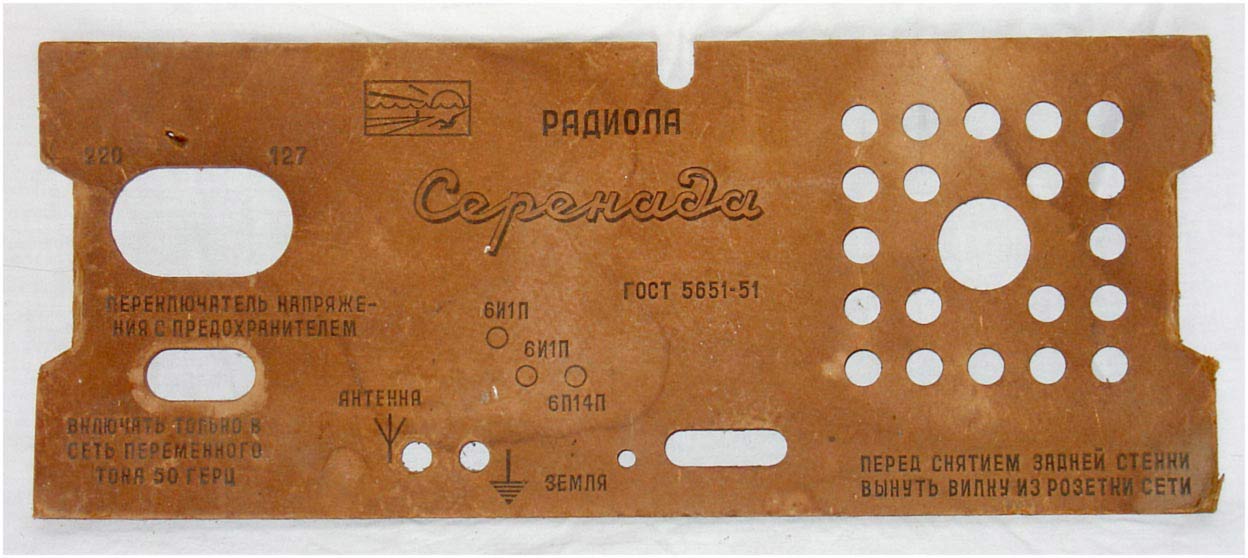 РАДИОЛА
Серенада
220 127
ПЕРЕКЛЮЧАТЕЛЬ НАПРЯЖЕ-
НИЯ С ПРЕДОХРАНИТЕЛЕМ
ГОСТ 5651-51
6И1П
6И1П
6П14П
ВКЛЮЧАТЬ ТОЛЬКО В
СЕТЬ ПЕРЕМЕННОГО
ТОКА 50 ГЕРЦ
АНТЕННА
ЗЕМЛЯ
ПЕРЕД СНЯТИЕМ ЗАДНЕЙ СТЕНКИ
ВЫНУТЬ ВИЛКУ ИЗ РОЗЕТКИ СЕТИ